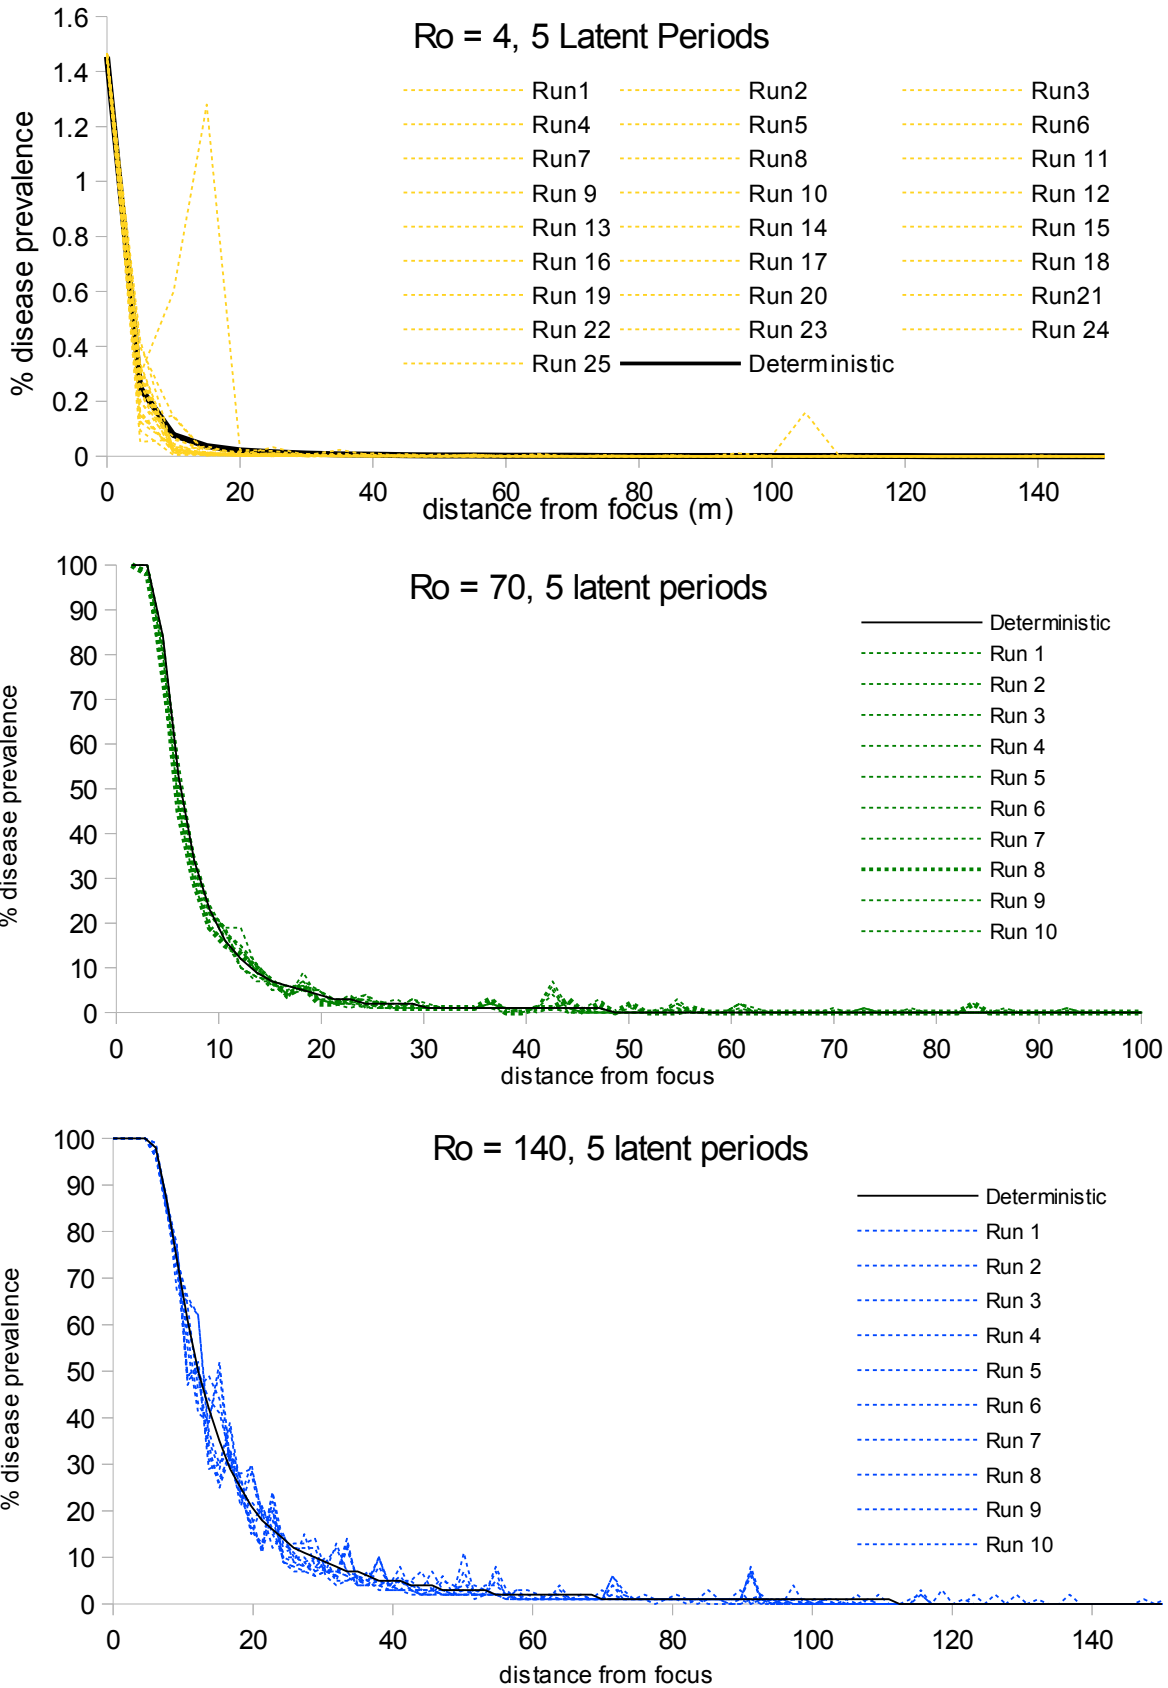 Ro = 4, 5 Latent Periods
1.6
1.4
1.2
1
0.8
0.6
0.4
0.2
0
% disease prevalence
Run1 Run2 Run3
Run4 Run5 Run6
Run7 Run8 Run 11
Run 9 Run 10 Run 12
Run 13 Run 14 Run 15
Run 16 Run 17 Run 18
Run 19 Run 20 Run21
Run 22 Run 23 Run 24
Run 25 Deterministic
0 20 40 60 80 100 120 140
distance from focus (m)
Ro = 70, 5 latent periods
100
90
80
70
60
50
40
30
20
10
0
% disease prevalence
Deterministic
Run 1
Run 2
Run 3
Run 4
Run 5
Run 6
Run 7
Run 8
Run 9
Run 10
0 10 20 30 40 50 60 70 80 90 100
distance from focus
Ro = 140, 5 latent periods
100
90
80
70
60
50
40
30
20
10
0
% disease prevalence
Deterministic
Run 1
Run 2
Run 3
Run 4
Run 5
Run 6
Run 7
Run 8
Run 9
Run 10
0 20 40 60 80 100 120 140
distance from focus